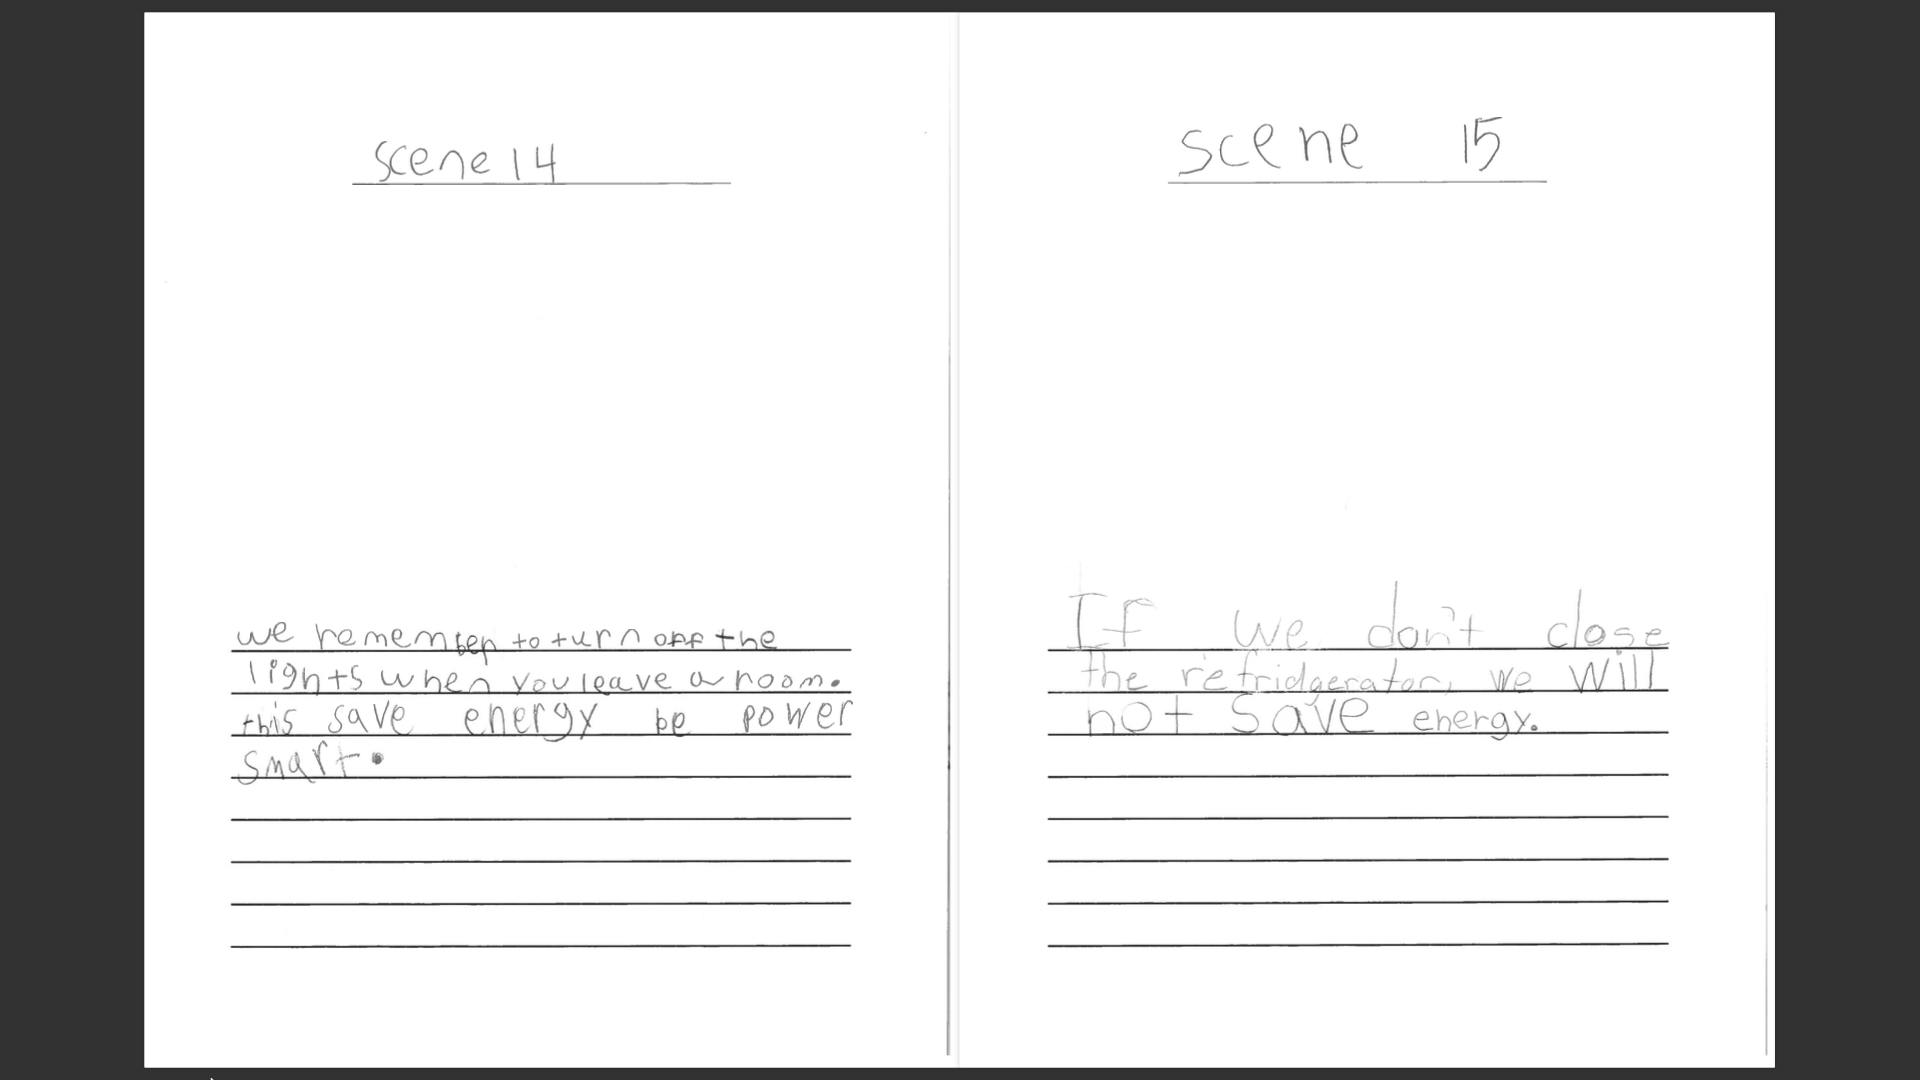 scene 14
we remember to turn off the
lights when you leave a room.
this save energy be power
smart.
scene 15
If we don't close
the refridgerator, we will
not save energy.